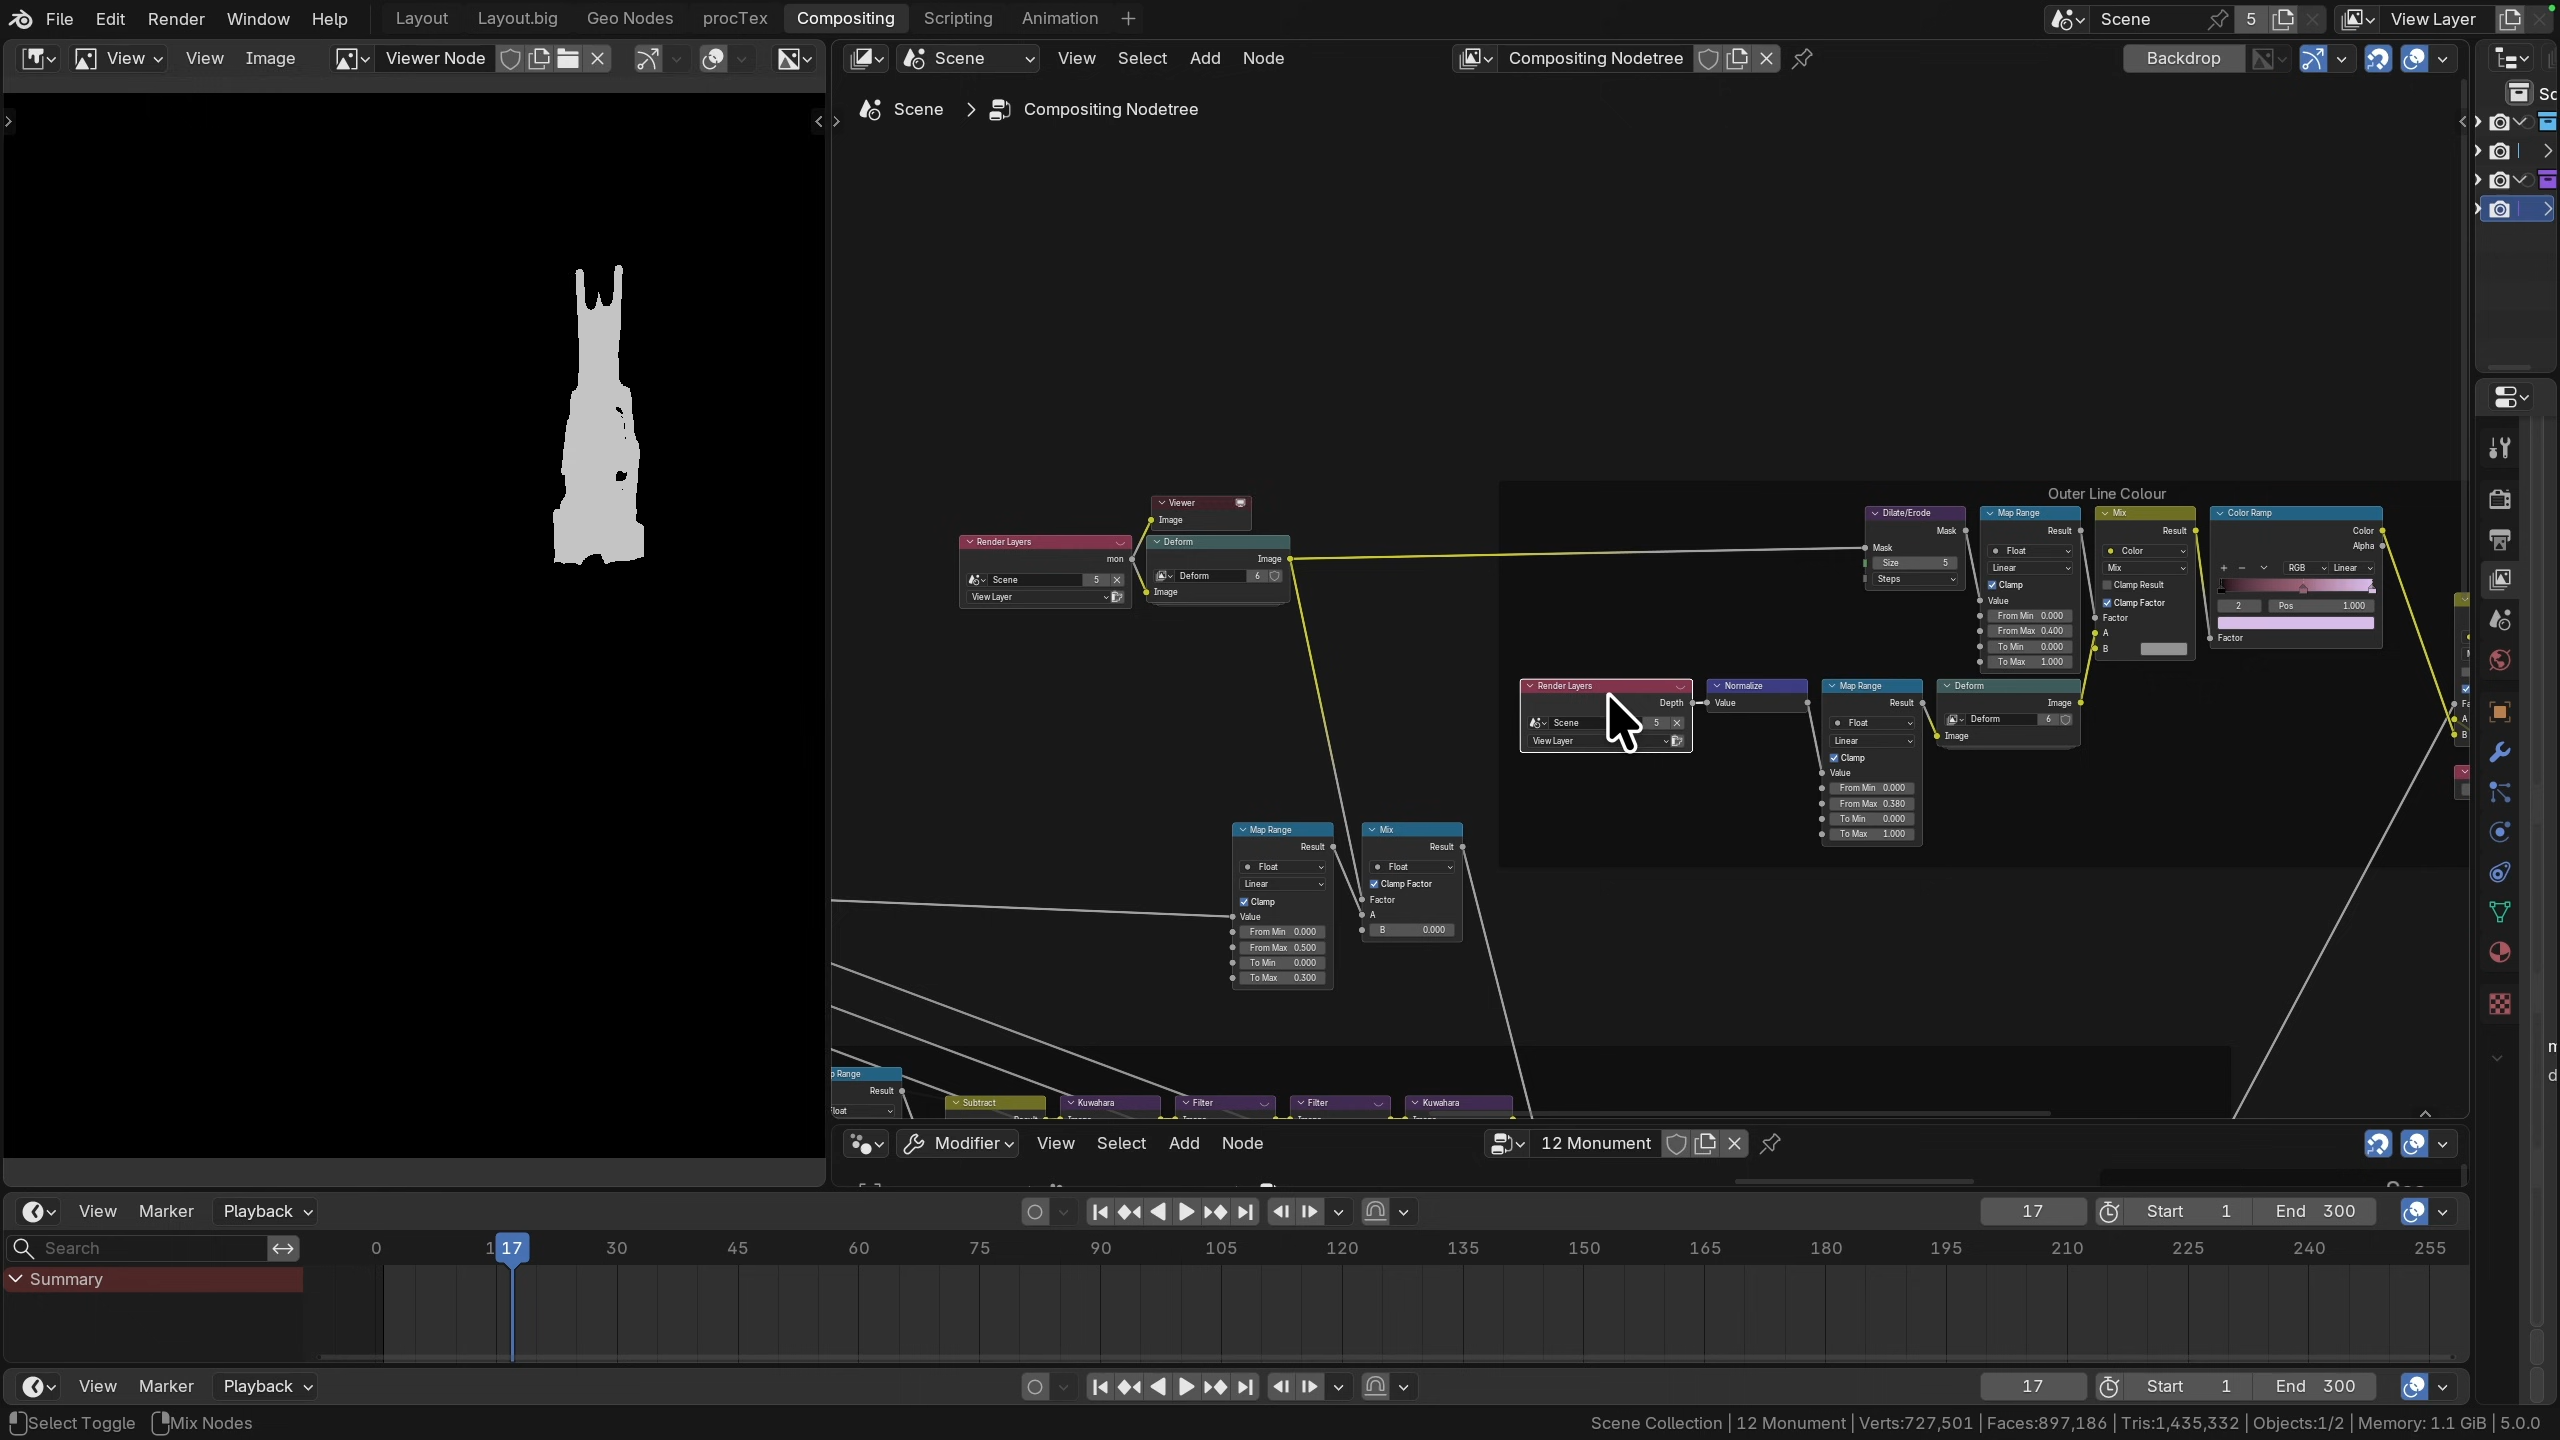 File Edit Render Window Help Layout Layout.big Geo Nodes procTex Compositing Scripting Animation + Scene 5 View Layer
View View Image Viewer Node
Scene View Select Add Node Compositing Nodetree Backdrop
Scene > Compositing Nodetree
Viewer
Image
Render Layers
mon
Scene 5
View Layer
Deform
Image
Deform 6
Image
Outer Line Colour
Dilate/Erode
Mask
Mask
Size 5
Steps
Map Range
Result
Float
Linear
Clamp
Value
From Min 0.000
From Max 0.400
To Min 0.000
To Max 1.000
Mix
Result
Color
Mix
Clamp Result
Clamp Factor
Factor
A
B
Color Ramp
Color
Alpha
RGB Linear
2 Pos 1.000
Factor
Render Layers
Depth
Scene 5
View Layer
Normalize
Value
Map Range
Result
Float
Linear
Clamp
Value
From Min 0.000
From Max 0.380
To Min 0.000
To Max 1.000
Deform
Image
Deform 6
Image
A
B
Map Range
Result
Float
Linear
Clamp
Value
From Min 0.000
From Max 0.500
To Min 0.000
To Max 0.300
Mix
Result
Float
Clamp Factor
Factor
A
B 0.000
p Range
Result
Float
Subtract
Kuwahara
Filter
Filter
Kuwahara
Modifier View Select Add Node 12 Monument
View Marker Playback 17 Start 1 End 300
Search 0 17 30 45 60 75 90 105 120 135 150 165 180 195 210 225 240 255
Summary
View Marker Playback 17 Start 1 End 300
Select Toggle Mix Nodes Scene Collection | 12 Monument | Verts:727,501 | Faces:897,186 | Tris:1,435,332 | Objects:1/2 | Memory: 1.1 GiB | 5.0.0